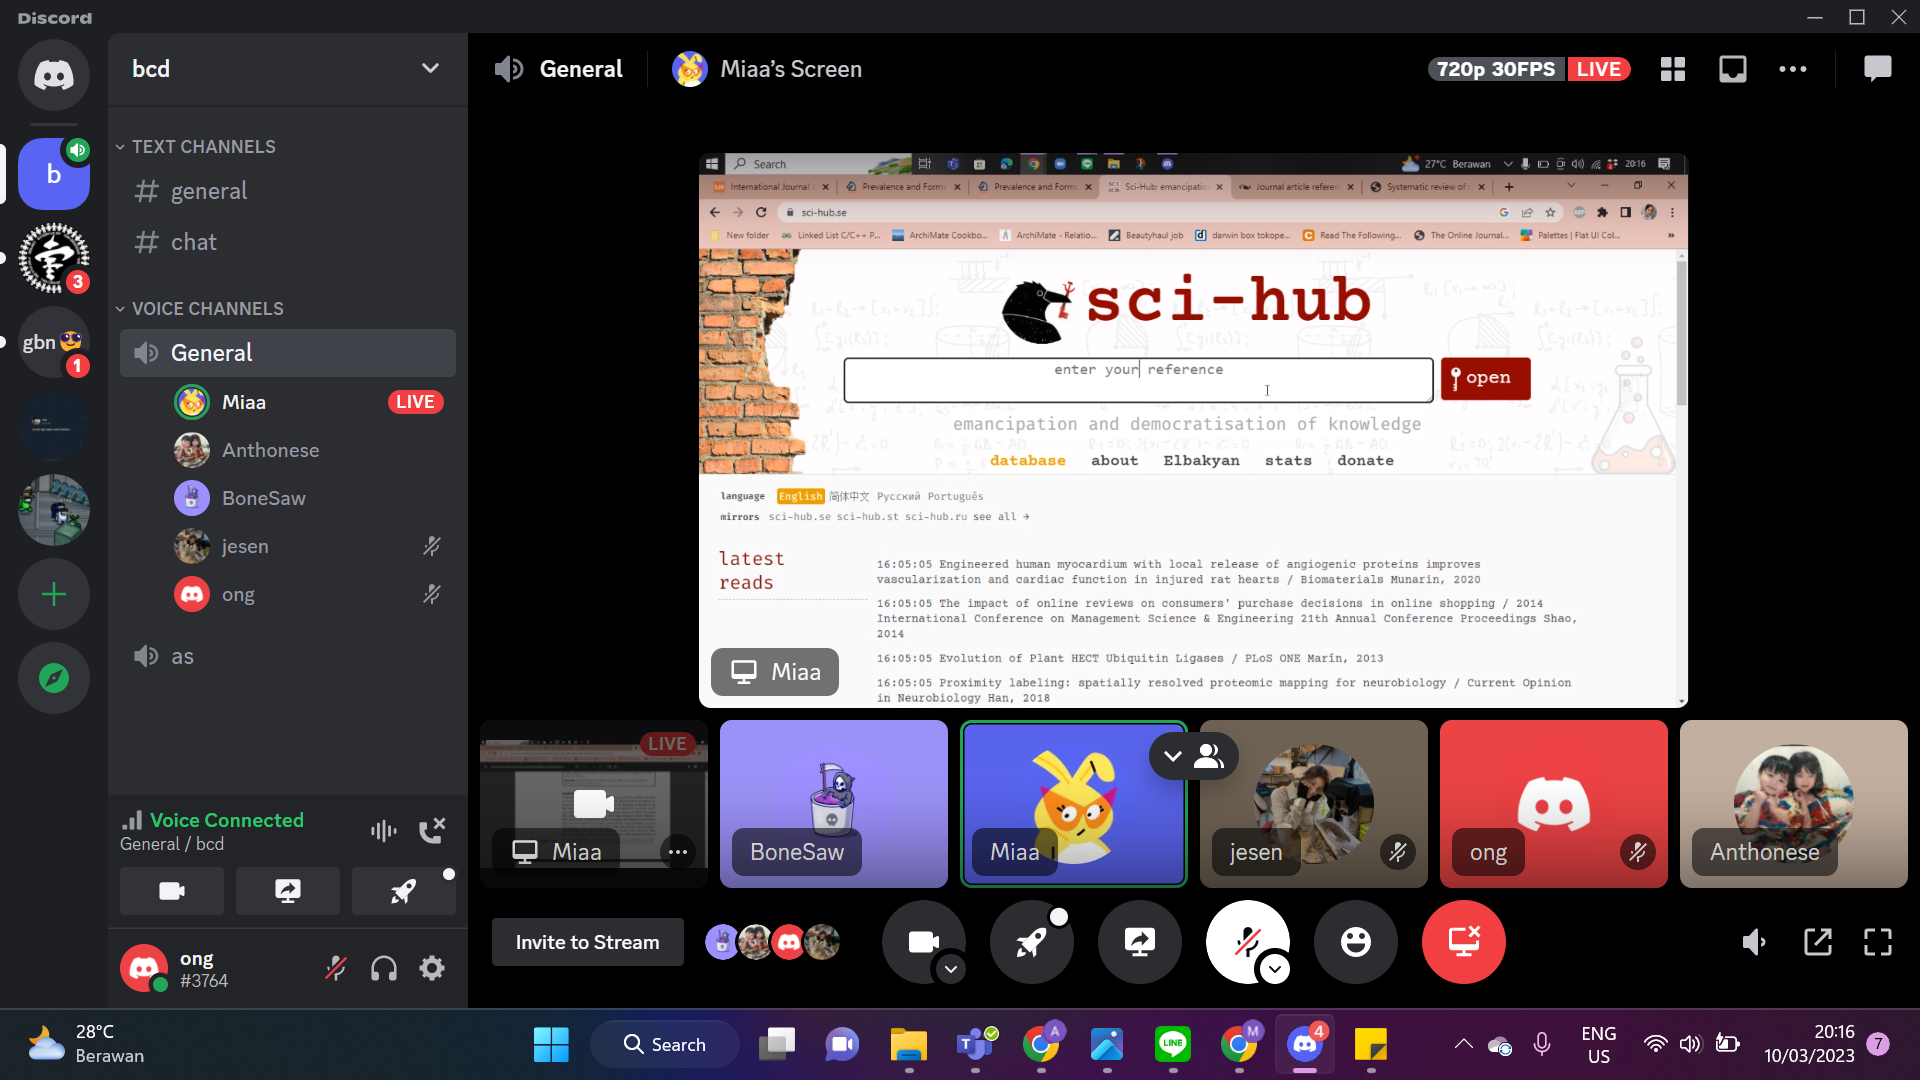 Discord
bcd
General
Miaa's Screen
720p 30FPS
LIVE
TEXT CHANNELS
general
chat
VOICE CHANNELS
General
Miaa
LIVE
Anthonese
BoneSaw
jesen
ong
as
b
3
gbn
1
Search
27°C Berawan
20:16
International Journal
Prevalence and Forms
Prevalence and Forms
Sci-Hub: emancipation
Journal article referen
Systematic review of
sci-hub.se
New folder
Linked List C/C++ P...
ArchiMate Cookbo...
ArchiMate - Relatio...
Beautyhaul job
darwin box tokope...
Read The Following...
The Online Journal...
Palettes | Flat UI Col...
sci-hub
enter your reference
open
emancipation and democratisation of knowledge
database about Elbakyan stats donate
language English 简体中文 Русский Português
mirrors sci-hub.se sci-hub.st sci-hub.ru see all →
latest
reads
16:05:05 Engineered human myocardium with local release of angiogenic proteins improves
vascularization and cardiac function in injured rat hearts / Biomaterials Munarin, 2020
16:05:05 The impact of online reviews on consumers' purchase decisions in online shopping / 2014
International Conference on Management Science & Engineering 21th Annual Conference Proceedings Shao,
2014
16:05:05 Evolution of Plant HECT Ubiquitin Ligases / PLoS ONE Marín, 2013
16:05:05 Proximity labeling: spatially resolved proteomic mapping for neurobiology / Current Opinion
in Neurobiology Han, 2018
Miaa
LIVE
Miaa
BoneSaw
Miaa
jesen
ong
Anthonese
Voice Connected
General / bcd
Invite to Stream
ong
#3764
28°C
Berawan
Search
A
LINE
M
4
ENG
US
20:16
10/03/2023
7